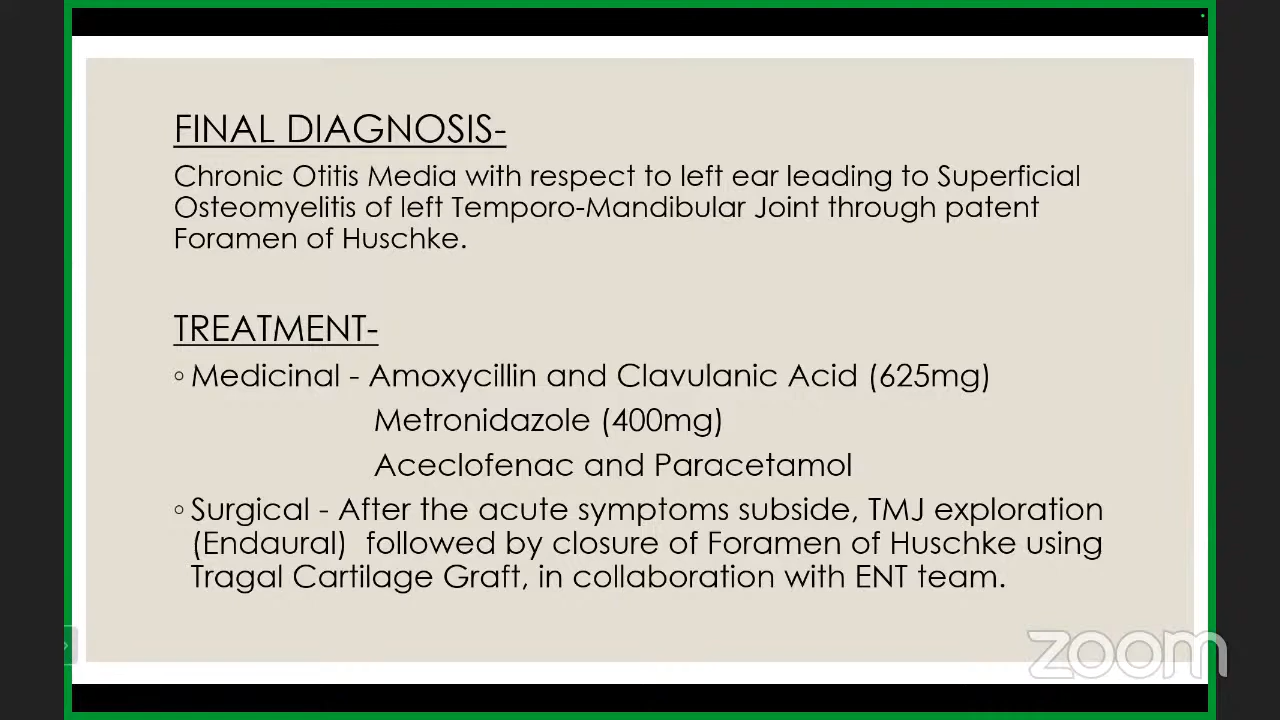 FINAL DIAGNOSIS-
Chronic Otitis Media with respect to left ear leading to Superficial
Osteomyelitis of left Temporo-Mandibular Joint through patent
Foramen of Huschke.
TREATMENT-
◦ Medicinal - Amoxycillin and Clavulanic Acid (625mg)
Metronidazole (400mg)
Aceclofenac and Paracetamol
◦ Surgical - After the acute symptoms subside, TMJ exploration
(Endaural) followed by closure of Foramen of Huschke using
Tragal Cartilage Graft, in collaboration with ENT team.
zoom